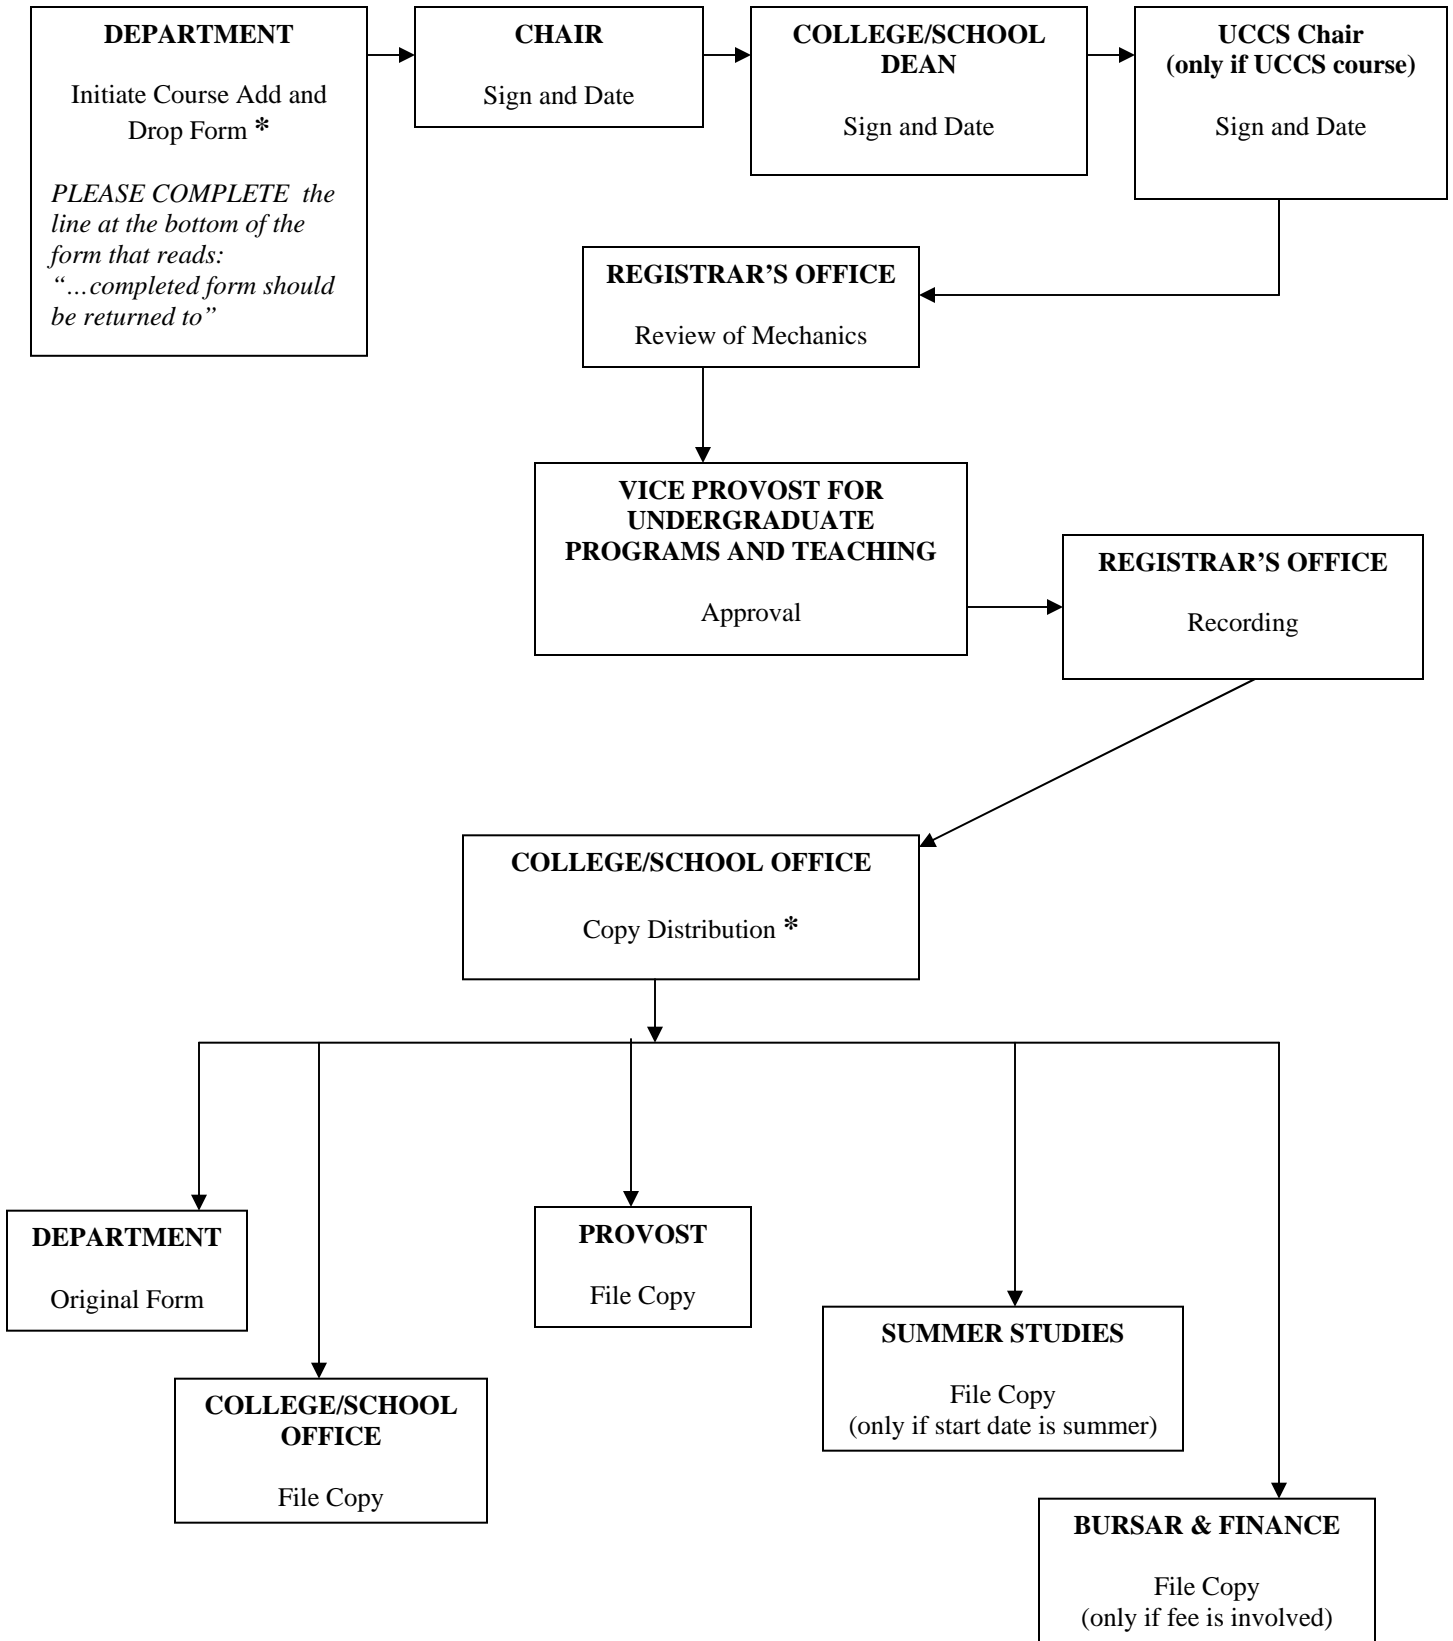 DEPARTMENT
Initiate Course Add and
Drop Form *
PLEASE COMPLETE the
line at the bottom of the
form that reads:
“…completed form should
be returned to”
CHAIR
Sign and Date
COLLEGE/SCHOOL
DEAN
Sign and Date
UCCS Chair
(only if UCCS course)
Sign and Date
REGISTRAR’S OFFICE
Review of Mechanics
VICE PROVOST FOR
UNDERGRADUATE
PROGRAMS AND TEACHING
Approval
REGISTRAR’S OFFICE
Recording
COLLEGE/SCHOOL OFFICE
Copy Distribution *
DEPARTMENT
Original Form
COLLEGE/SCHOOL
OFFICE
File Copy
PROVOST
File Copy
SUMMER STUDIES
File Copy
(only if start date is summer)
BURSAR & FINANCE
File Copy
(only if fee is involved)